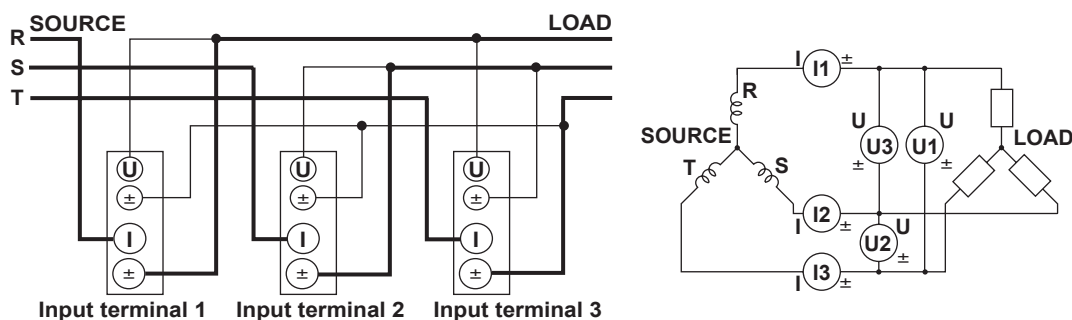 SOURCE LOAD
R
S
T
U U U
± ± ±
I I I
± ± ±
Input terminal 1 Input terminal 2 Input terminal 3
I I1 ±
R
U U
SOURCE U3 U1 LOAD
± ±
T S
I I2 ±
U
U2
±
I3
I ±